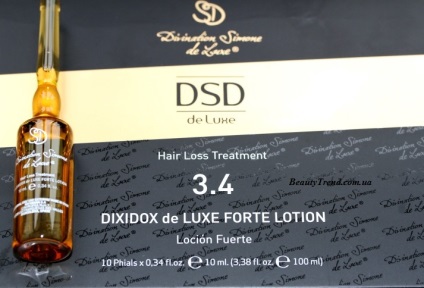 SD
Divination Simone
de Luxe®
DSD
de Luxe
Hair Loss Treatment
3.4
BeautyTrend.com.ua
DIXIDOX de LUXE FORTE LOTION
Loción Fuerte
10 Phials x 0.34 fl.oz. ℮ 10 ml. (3,38 fl.oz. ℮ 100 ml)